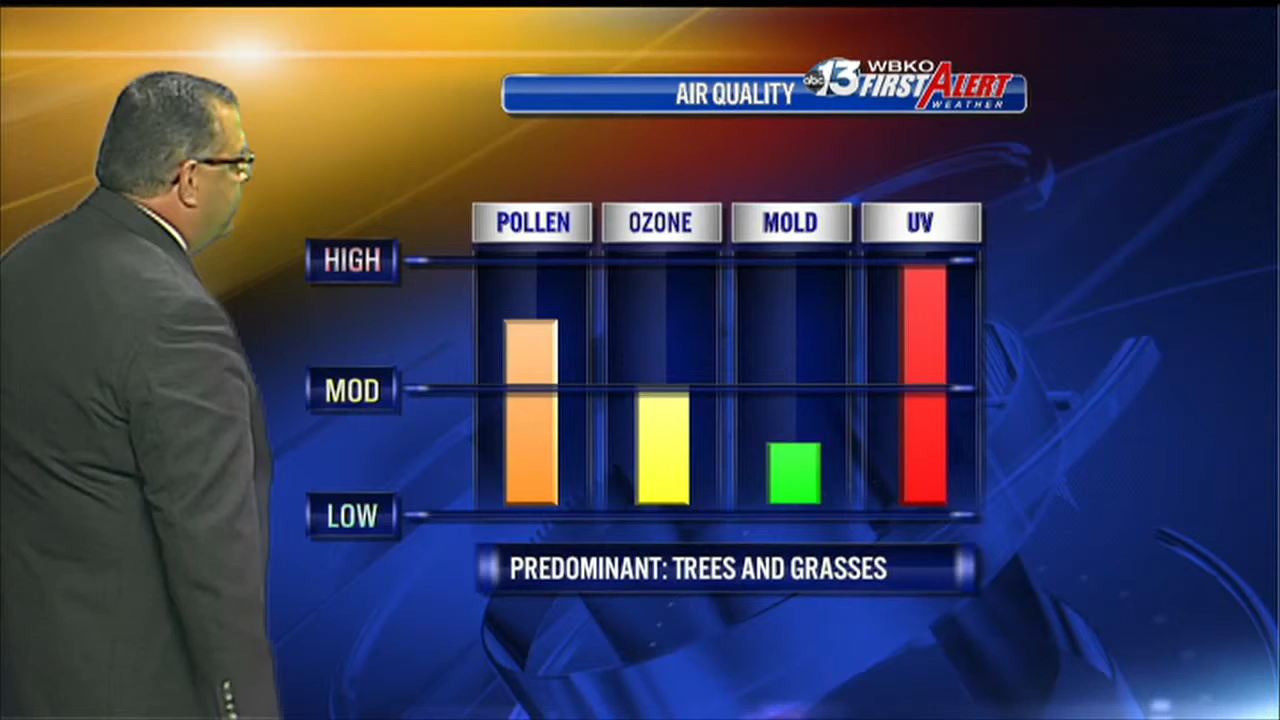 AIR QUALITY
abc 13 WBKO
FIRST ALERT
WEATHER
POLLEN OZONE MOLD UV
HIGH
MOD
LOW
PREDOMINANT: TREES AND GRASSES